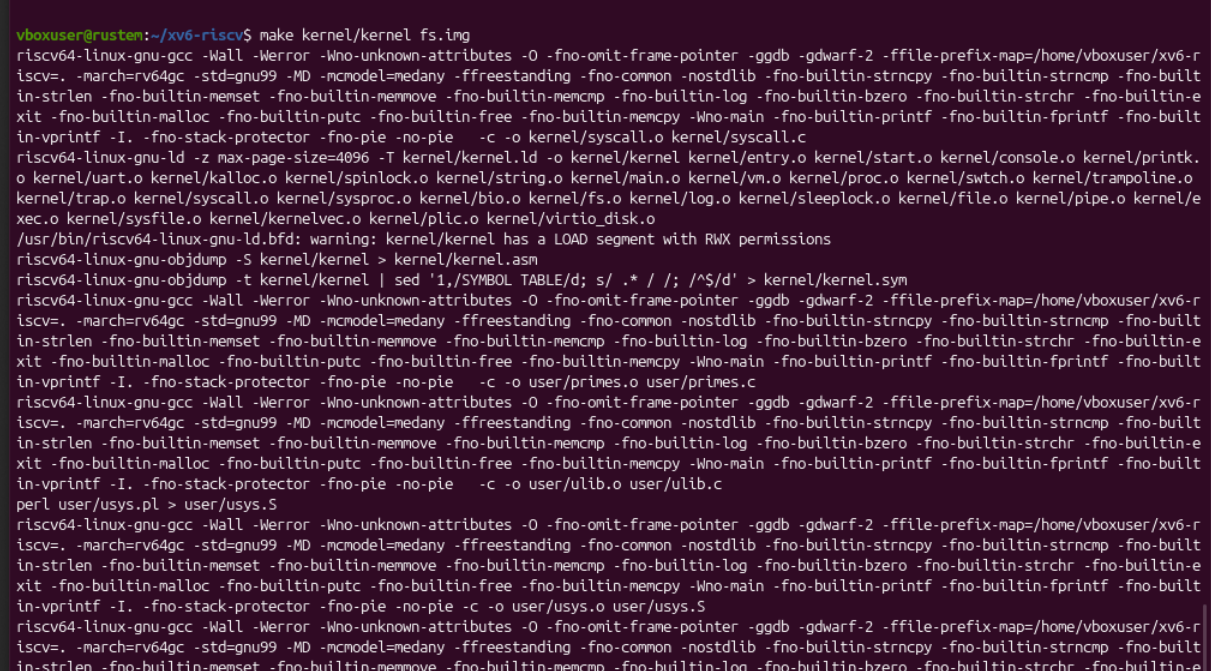 vboxuser@rustem:~/xv6-riscv$ make kernel/kernel fs.img
riscv64-linux-gnu-gcc -Wall -Werror -Wno-unknown-attributes -O -fno-omit-frame-pointer -ggdb -gdwarf-2 -ffile-prefix-map=/home/vboxuser/xv6-r
iscv=. -march=rv64gc -std=gnu99 -MD -mcmodel=medany -ffreestanding -fno-common -nostdlib -fno-builtin-strncpy -fno-builtin-strncmp -fno-built
in-strlen -fno-builtin-memset -fno-builtin-memmove -fno-builtin-memcmp -fno-builtin-log -fno-builtin-bzero -fno-builtin-strchr -fno-builtin-e
xit -fno-builtin-malloc -fno-builtin-putc -fno-builtin-free -fno-builtin-memcpy -Wno-main -fno-builtin-printf -fno-builtin-fprintf -fno-built
in-vprintf -I. -fno-stack-protector -fno-pie -no-pie   -c -o kernel/syscall.o kernel/syscall.c
riscv64-linux-gnu-ld -z max-page-size=4096 -T kernel/kernel.ld -o kernel/kernel kernel/entry.o kernel/start.o kernel/console.o kernel/printk.
o kernel/uart.o kernel/kalloc.o kernel/spinlock.o kernel/string.o kernel/main.o kernel/vm.o kernel/proc.o kernel/swtch.o kernel/trampoline.o
kernel/trap.o kernel/syscall.o kernel/sysproc.o kernel/bio.o kernel/fs.o kernel/log.o kernel/sleeplock.o kernel/file.o kernel/pipe.o kernel/e
xec.o kernel/sysfile.o kernel/kernelvec.o kernel/plic.o kernel/virtio_disk.o
/usr/bin/riscv64-linux-gnu-ld.bfd: warning: kernel/kernel has a LOAD segment with RWX permissions
riscv64-linux-gnu-objdump -S kernel/kernel > kernel/kernel.asm
riscv64-linux-gnu-objdump -t kernel/kernel | sed '1,/SYMBOL TABLE/d; s/ .* / /; /^$/d' > kernel/kernel.sym
riscv64-linux-gnu-gcc -Wall -Werror -Wno-unknown-attributes -O -fno-omit-frame-pointer -ggdb -gdwarf-2 -ffile-prefix-map=/home/vboxuser/xv6-r
iscv=. -march=rv64gc -std=gnu99 -MD -mcmodel=medany -ffreestanding -fno-common -nostdlib -fno-builtin-strncpy -fno-builtin-strncmp -fno-built
in-strlen -fno-builtin-memset -fno-builtin-memmove -fno-builtin-memcmp -fno-builtin-log -fno-builtin-bzero -fno-builtin-strchr -fno-builtin-e
xit -fno-builtin-malloc -fno-builtin-putc -fno-builtin-free -fno-builtin-memcpy -Wno-main -fno-builtin-printf -fno-builtin-fprintf -fno-built
in-vprintf -I. -fno-stack-protector -fno-pie -no-pie   -c -o user/primes.o user/primes.c
riscv64-linux-gnu-gcc -Wall -Werror -Wno-unknown-attributes -O -fno-omit-frame-pointer -ggdb -gdwarf-2 -ffile-prefix-map=/home/vboxuser/xv6-r
iscv=. -march=rv64gc -std=gnu99 -MD -mcmodel=medany -ffreestanding -fno-common -nostdlib -fno-builtin-strncpy -fno-builtin-strncmp -fno-built
in-strlen -fno-builtin-memset -fno-builtin-memmove -fno-builtin-memcmp -fno-builtin-log -fno-builtin-bzero -fno-builtin-strchr -fno-builtin-e
xit -fno-builtin-malloc -fno-builtin-putc -fno-builtin-free -fno-builtin-memcpy -Wno-main -fno-builtin-printf -fno-builtin-fprintf -fno-built
in-vprintf -I. -fno-stack-protector -fno-pie -no-pie   -c -o user/ulib.o user/ulib.c
perl user/usys.pl > user/usys.S
riscv64-linux-gnu-gcc -Wall -Werror -Wno-unknown-attributes -O -fno-omit-frame-pointer -ggdb -gdwarf-2 -ffile-prefix-map=/home/vboxuser/xv6-r
iscv=. -march=rv64gc -std=gnu99 -MD -mcmodel=medany -ffreestanding -fno-common -nostdlib -fno-builtin-strncpy -fno-builtin-strncmp -fno-built
in-strlen -fno-builtin-memset -fno-builtin-memmove -fno-builtin-memcmp -fno-builtin-log -fno-builtin-bzero -fno-builtin-strchr -fno-builtin-e
xit -fno-builtin-malloc -fno-builtin-putc -fno-builtin-free -fno-builtin-memcpy -Wno-main -fno-builtin-printf -fno-builtin-fprintf -fno-built
in-vprintf -I. -fno-stack-protector -fno-pie -no-pie -c -o user/usys.o user/usys.S
riscv64-linux-gnu-gcc -Wall -Werror -Wno-unknown-attributes -O -fno-omit-frame-pointer -ggdb -gdwarf-2 -ffile-prefix-map=/home/vboxuser/xv6-r
iscv=. -march=rv64gc -std=gnu99 -MD -mcmodel=medany -ffreestanding -fno-common -nostdlib -fno-builtin-strncpy -fno-builtin-strncmp -fno-built
in-strlen -fno-builtin-memset -fno-builtin-memmove -fno-builtin-memcmp -fno-builtin-log -fno-builtin-bzero -fno-builtin-strchr -fno-builtin-e